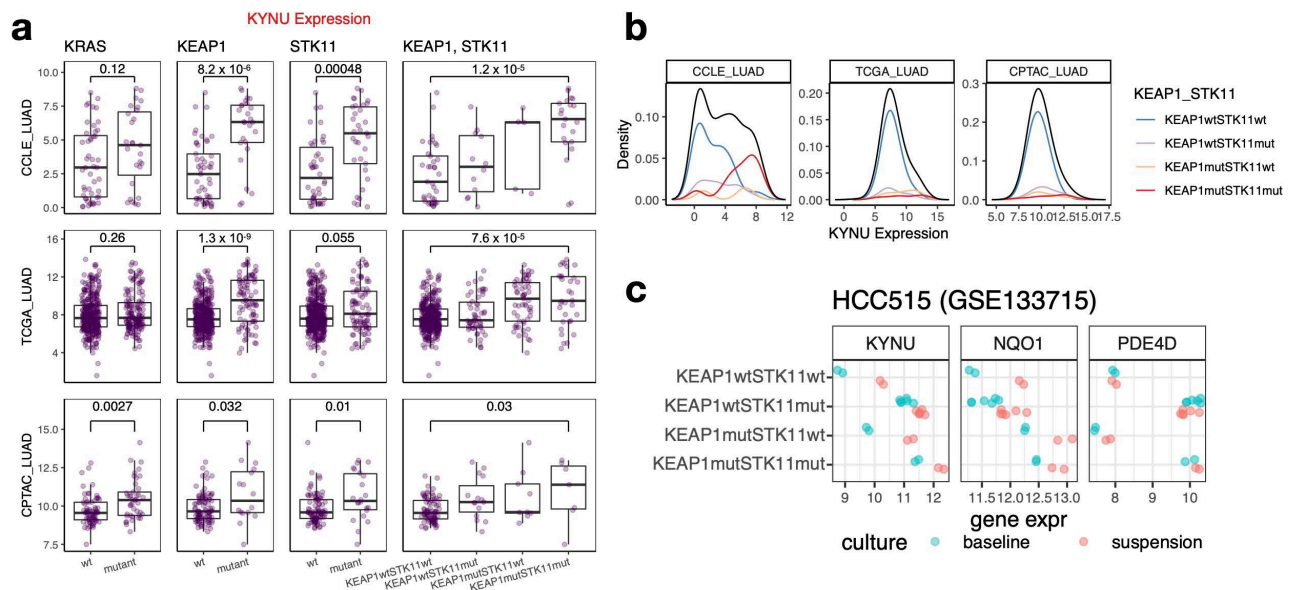 a
KYNU Expression
KRAS KEAP1 STK11 KEAP1, STK11
CCLE_LUAD
10.0
7.5
5.0
2.5
0.0
0.12
8.2 x 10-6
0.00048
1.2 x 10-5
TCGA_LUAD
16
12
8
4
0.26
1.3 x 10-9
0.055
7.6 x 10-5
CPTAC_LUAD
15.0
12.5
10.0
7.5
0.0027
0.032
0.01
0.03
wt mutant wt mutant wt mutant
KEAP1wtSTK11wt
KEAP1wtSTK11mut
KEAP1mutSTK11wt
KEAP1mutSTK11mut
b
CCLE_LUAD TCGA_LUAD CPTAC_LUAD
Density
0.10
0.05
0.00
0 4 8 12
0.20
0.15
0.10
0.05
0.00
0 5 10 15
0.3
0.2
0.1
0.0
5.0 7.5 10.0 12.5 15.0 17.5
KYNU Expression
KEAP1_STK11
KEAP1wtSTK11wt
KEAP1wtSTK11mut
KEAP1mutSTK11wt
KEAP1mutSTK11mut
c
HCC515 (GSE133715)
KYNU NQO1 PDE4D
KEAP1wtSTK11wt
KEAP1wtSTK11mut
KEAP1mutSTK11wt
KEAP1mutSTK11mut
9 10 11 12 11.5 12.0 12.5 13.0 8 9 10
gene expr
culture baseline suspension